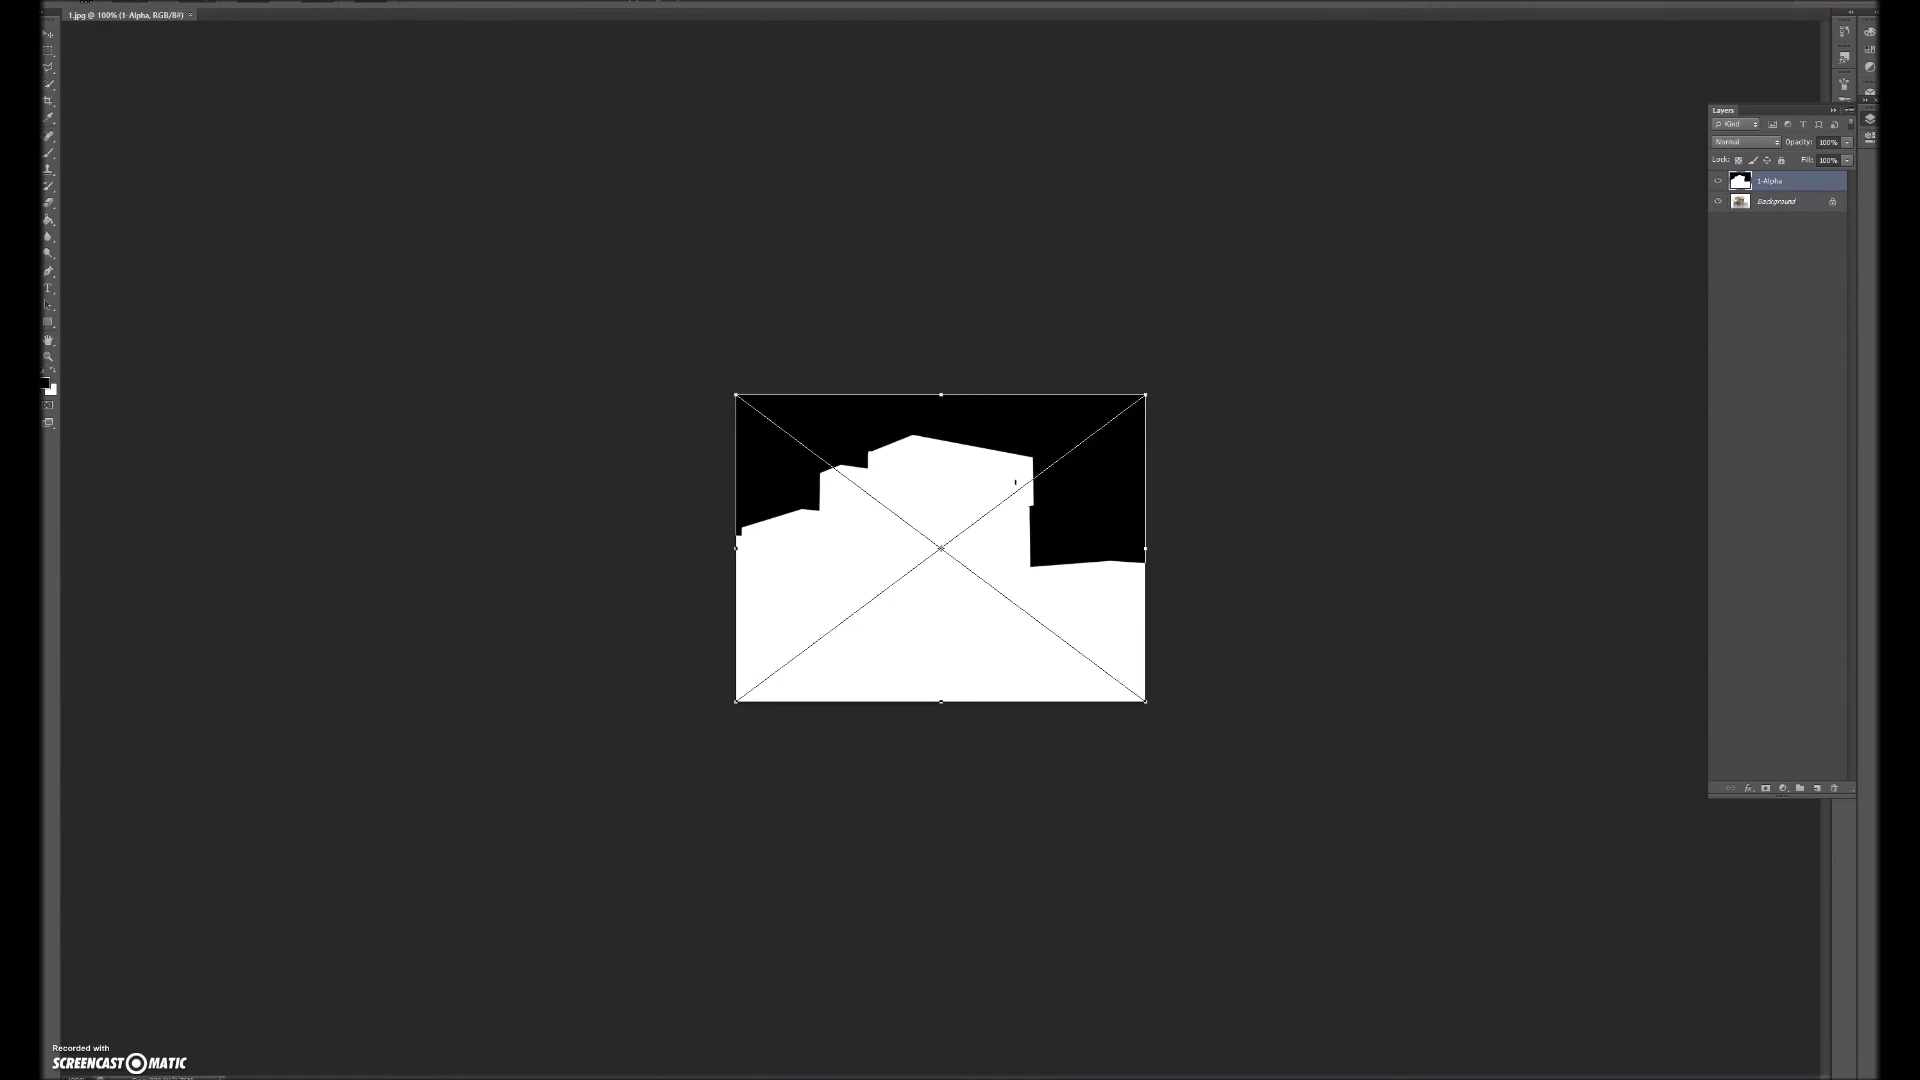 1.jpg @ 100% (1-Alpha, RGB/8#) ×
Layers
Kind
Normal Opacity: 100%
Lock: Fill: 100%
1-Alpha
Background
fx
T
Recorded with
SCREENCAST MATIC